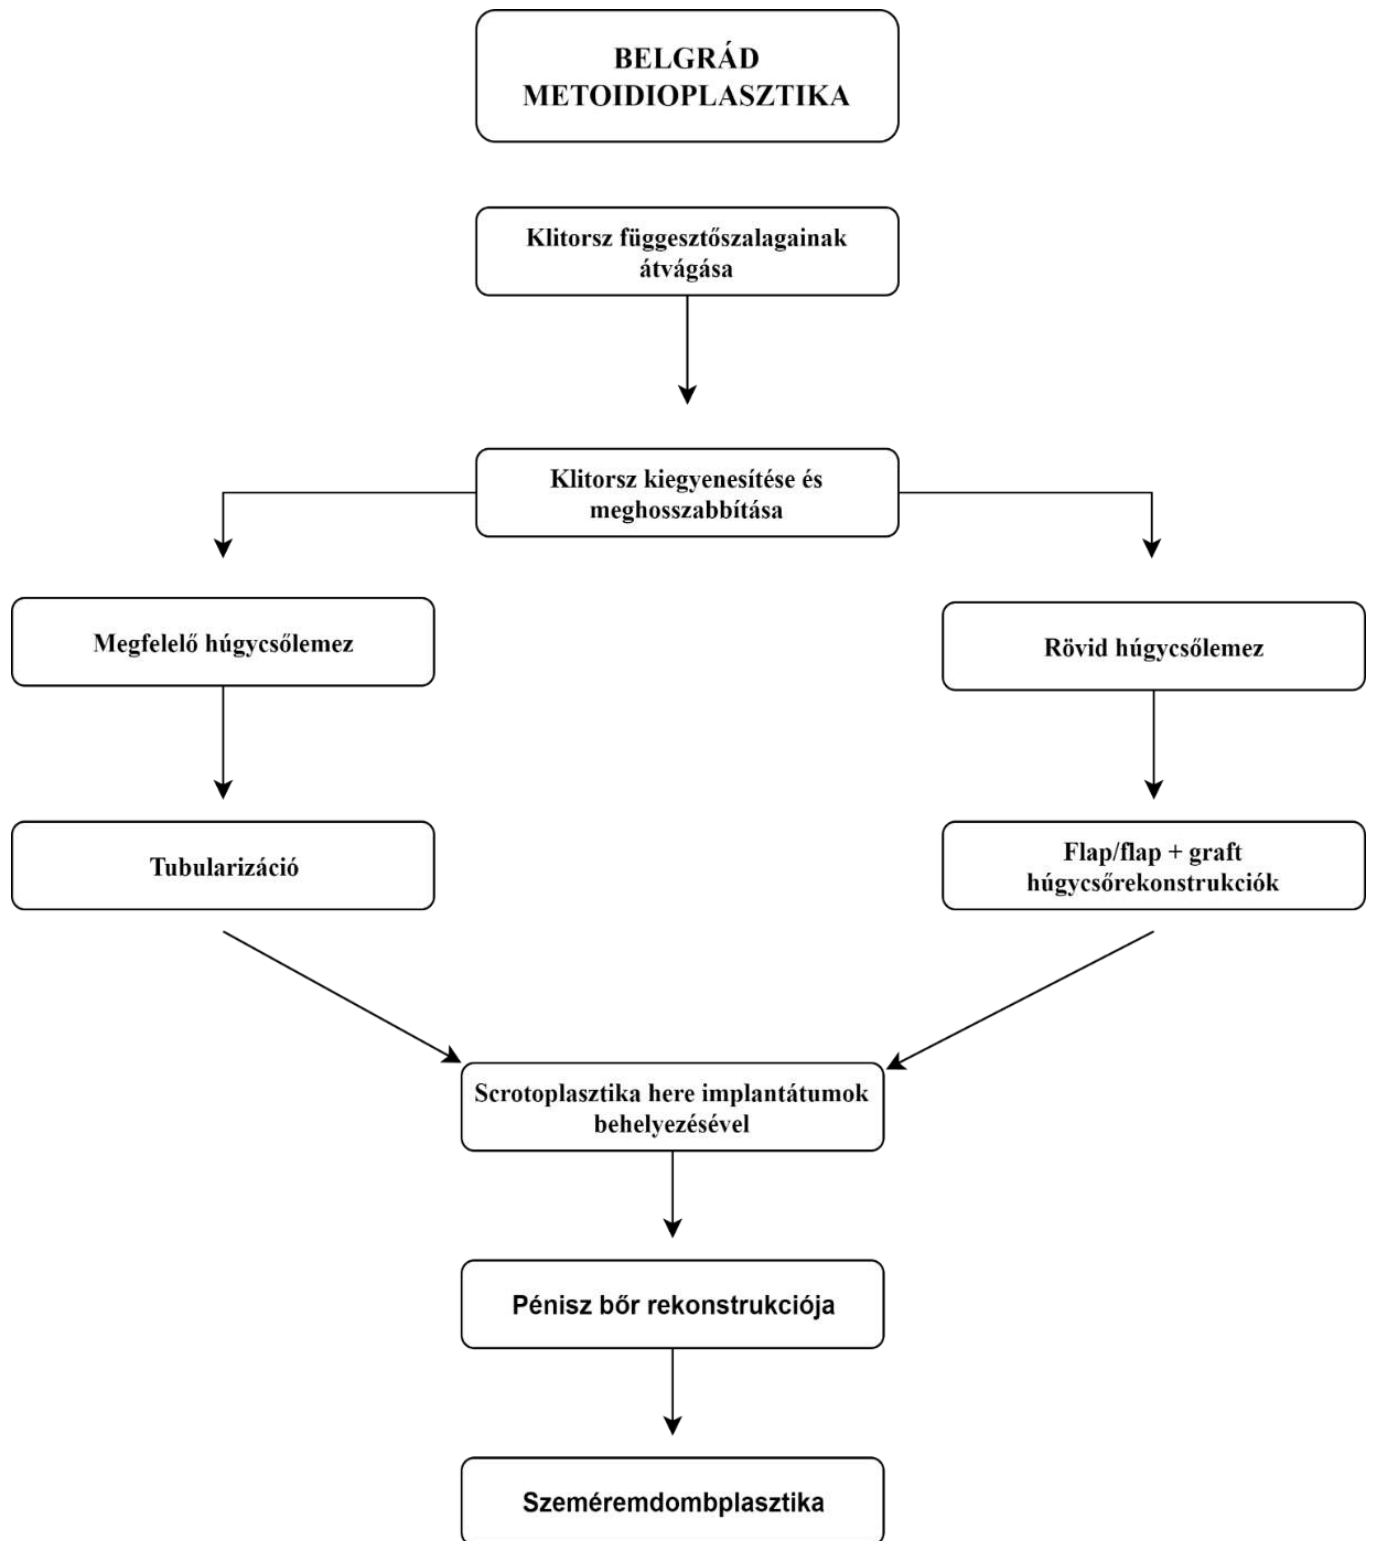 BELGRÁD
METOIDIOPLASZTIKA
Klitorsz függesztőszalagainak
átvágása
Klitorsz kiegyenesítése és
meghosszabbítása
Megfelelő húgycsőlemez
Rövid húgycsőlemez
Tubularizáció
Flap/flap + graft
húgycsőrekonstrukciók
Scrotoplasztika here implantátumok
behelyezésével
Pénisz bőr rekonstrukciója
Szeméremdombplasztika